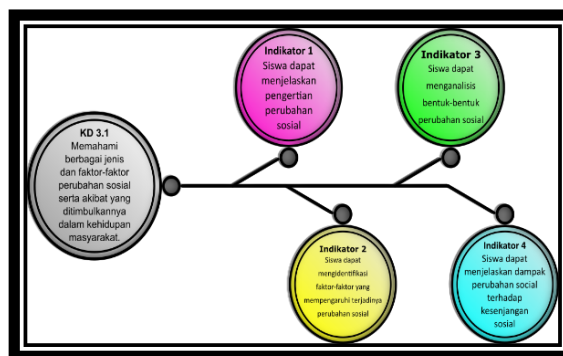 KD 3.1
Memahami
berbagai jenis
dan faktor-faktor
perubahan sosial
serta akibat yang
ditimbulkannya
dalam kehidupan
masyarakat.
Indikator 1
Siswa dapat
menjelaskan
pengertian
perubahan
sosial
Indikator 2
Siswa dapat
mengidentifikasi
faktor-faktor yang
mempengaruhi terjadinya
perubahan sosial
Indikator 3
Siswa dapat
menganalisis
bentuk-bentuk
perubahan sosial
Indikator 4
Siswa dapat
menjelaskan dampak
perubahan social
terhadap
kesenjangan
sosial